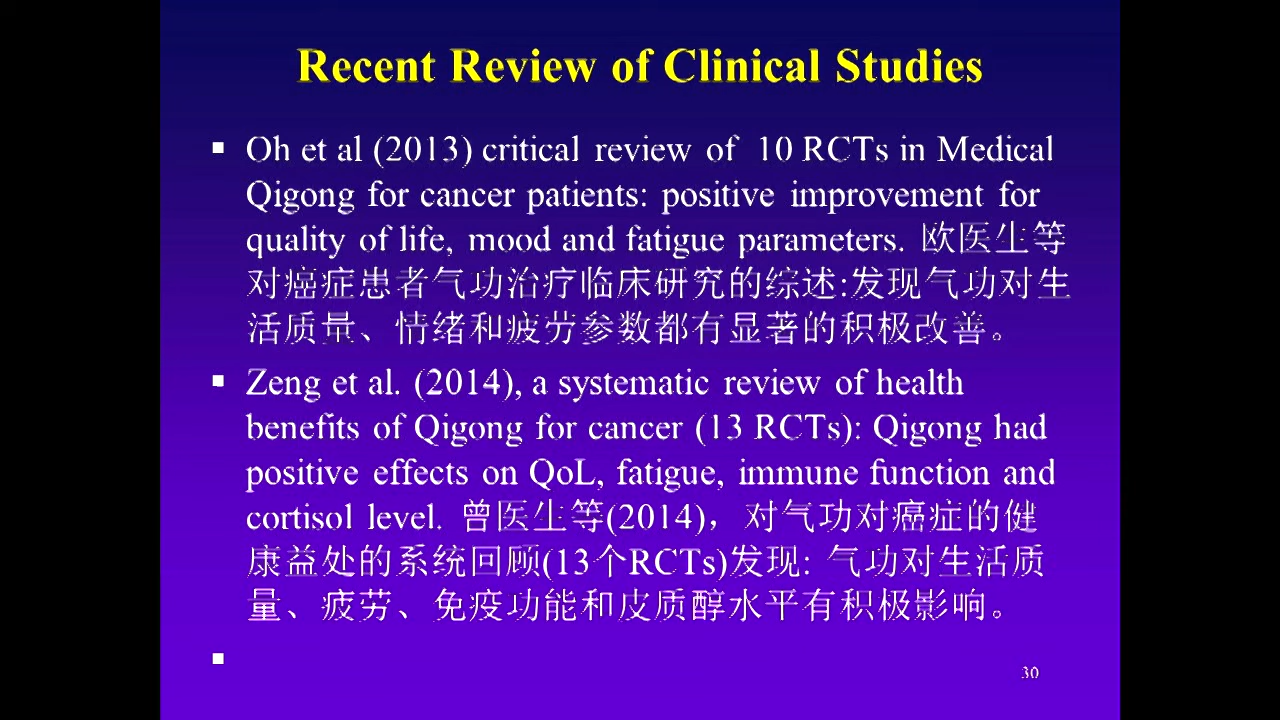 Recent Review of Clinical Studies
Oh et al (2013) critical review of 10 RCTs in Medical
Qigong for cancer patients: positive improvement for
quality of life, mood and fatigue parameters. 欧医生等
对癌症患者气功治疗临床研究的综述:发现气功对生
活质量、情绪和疲劳参数都有显著的积极改善。
Zeng et al. (2014), a systematic review of health
benefits of Qigong for cancer (13 RCTs): Qigong had
positive effects on QoL, fatigue, immune function and
cortisol level. 曾医生等(2014)，对气功对癌症的健
康益处的系统回顾(13个RCTs)发现: 气功对生活质
量、疲劳、免疫功能和皮质醇水平有积极影响。
30